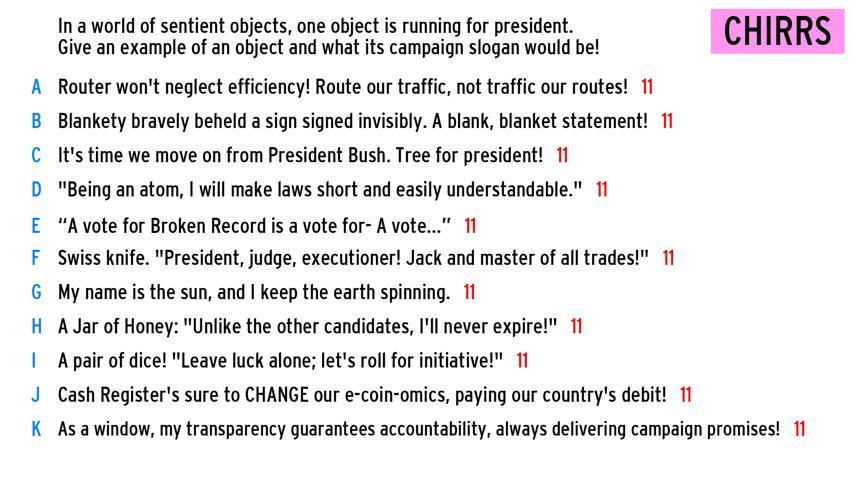 In a world of sentient objects, one object is running for president.
Give an example of an object and what its campaign slogan would be!
CHIRRS
A Router won't neglect efficiency! Route our traffic, not traffic our routes! 11
B Blankety bravely beheld a sign signed invisibly. A blank, blanket statement! 11
C It's time we move on from President Bush. Tree for president! 11
D "Being an atom, I will make laws short and easily understandable." 11
E “A vote for Broken Record is a vote for- A vote...” 11
F Swiss knife. "President, judge, executioner! Jack and master of all trades!" 11
G My name is the sun, and I keep the earth spinning. 11
H A Jar of Honey: "Unlike the other candidates, I'll never expire!" 11
I A pair of dice! "Leave luck alone; let's roll for initiative!" 11
J Cash Register's sure to CHANGE our e-coin-omics, paying our country's debit! 11
K As a window, my transparency guarantees accountability, always delivering campaign promises! 11